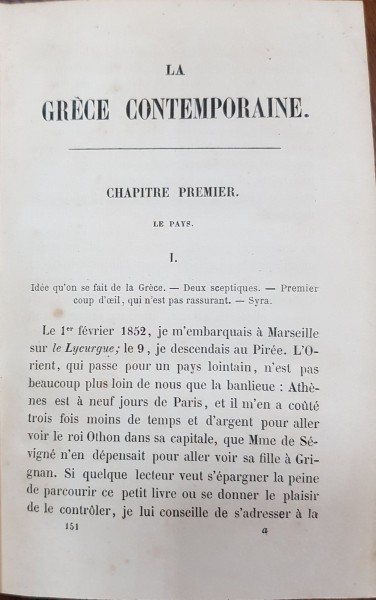 LA
GRÈCE CONTEMPORAINE.
CHAPITRE PREMIER.
LE PAYS.
I.
Idée qu'on se fait de la Grèce. — Deux sceptiques. — Premier
coup d'œil, qui n'est pas rassurant. — Syra.
Le 1er février 1852, je m'embarquais à Marseille
sur le Lycurgue; le 9, je descendais au Pirée. L'O-
rient, qui passe pour un pays lointain, n'est pas
beaucoup plus loin de nous que la banlieue : Athè-
nes est à neuf jours de Paris, et il m'en a coûté
trois fois moins de temps et d'argent pour aller
voir le roi Othon dans sa capitale, que Mme de Sé-
vigné n'en dépensait pour aller voir sa fille à Gri-
gnan. Si quelque lecteur veut s'épargner la peine
de parcourir ce petit livre ou se donner le plaisir
de le contrôler, je lui conseille de s'adresser à la
151 a